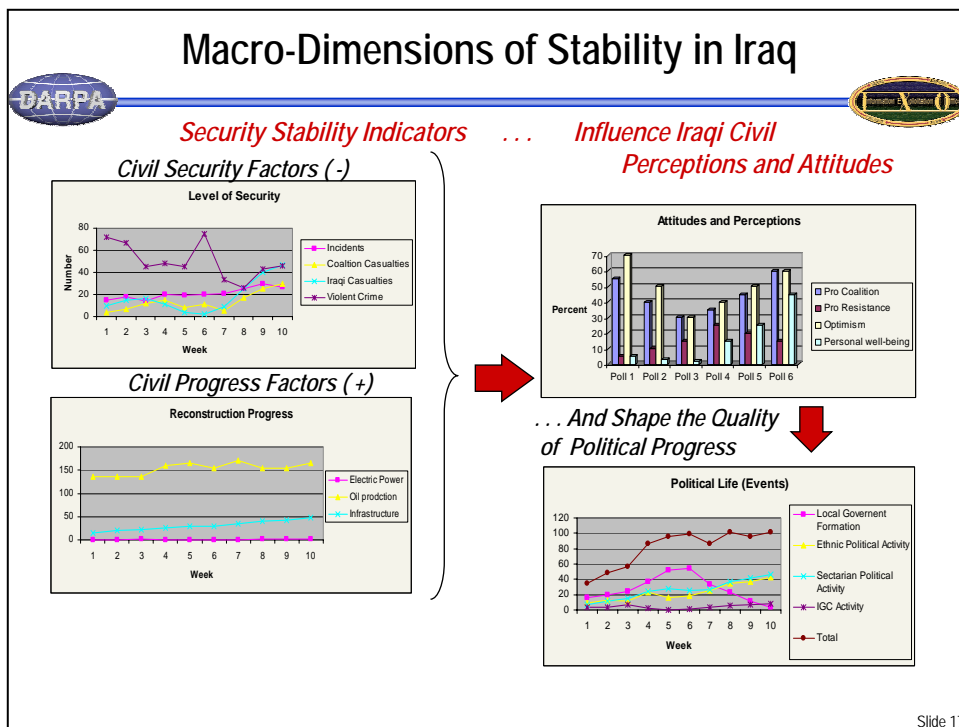 Macro-Dimensions of Stability in Iraq
DARPA
Information Exploitation Office
I X O
Security Stability Indicators . . . Influence Iraqi Civil
Perceptions and Attitudes
Civil Security Factors (-)
Level of Security
Number
80
60
40
20
0
1 2 3 4 5 6 7 8 9 10
Week
Incidents
Coaltion Casualties
Iraqi Casualties
Violent Crime
Civil Progress Factors (+)
Reconstruction Progress
200
150
100
50
0
1 2 3 4 5 6 7 8 9 10
Week
Electric Power
Oil prodction
Infrastructure
Attitudes and Perceptions
Percent
70
60
50
40
30
20
10
0
Poll 1 Poll 2 Poll 3 Poll 4 Poll 5 Poll 6
Pro Coalition
Pro Resistance
Optimism
Personal well-being
. . . And Shape the Quality
of Political Progress
Political Life (Events)
120
100
80
60
40
20
0
1 2 3 4 5 6 7 8 9 10
Week
Local Governent
Formation
Ethnic Political Activity
Sectarian Political
Activity
IGC Activity
Total